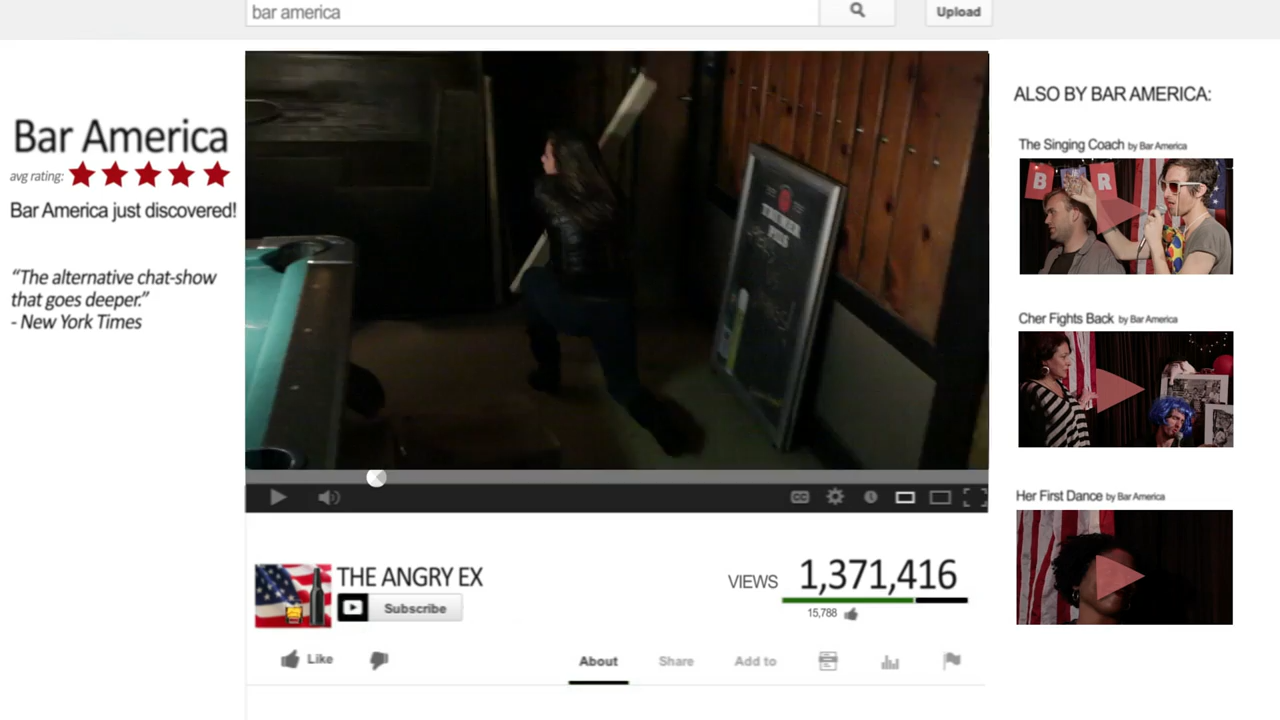 bar america
Upload
Bar America
avg rating:
Bar America just discovered!
“The alternative chat-show
that goes deeper.”
- New York Times
ALSO BY BAR AMERICA:
The Singing Coach by Bar America
B R
Cher Fights Back by Bar America
Her First Dance by Bar America
CC
THE ANGRY EX
Subscribe
VIEWS 1,371,416
15,788
Like
About
Share
Add to